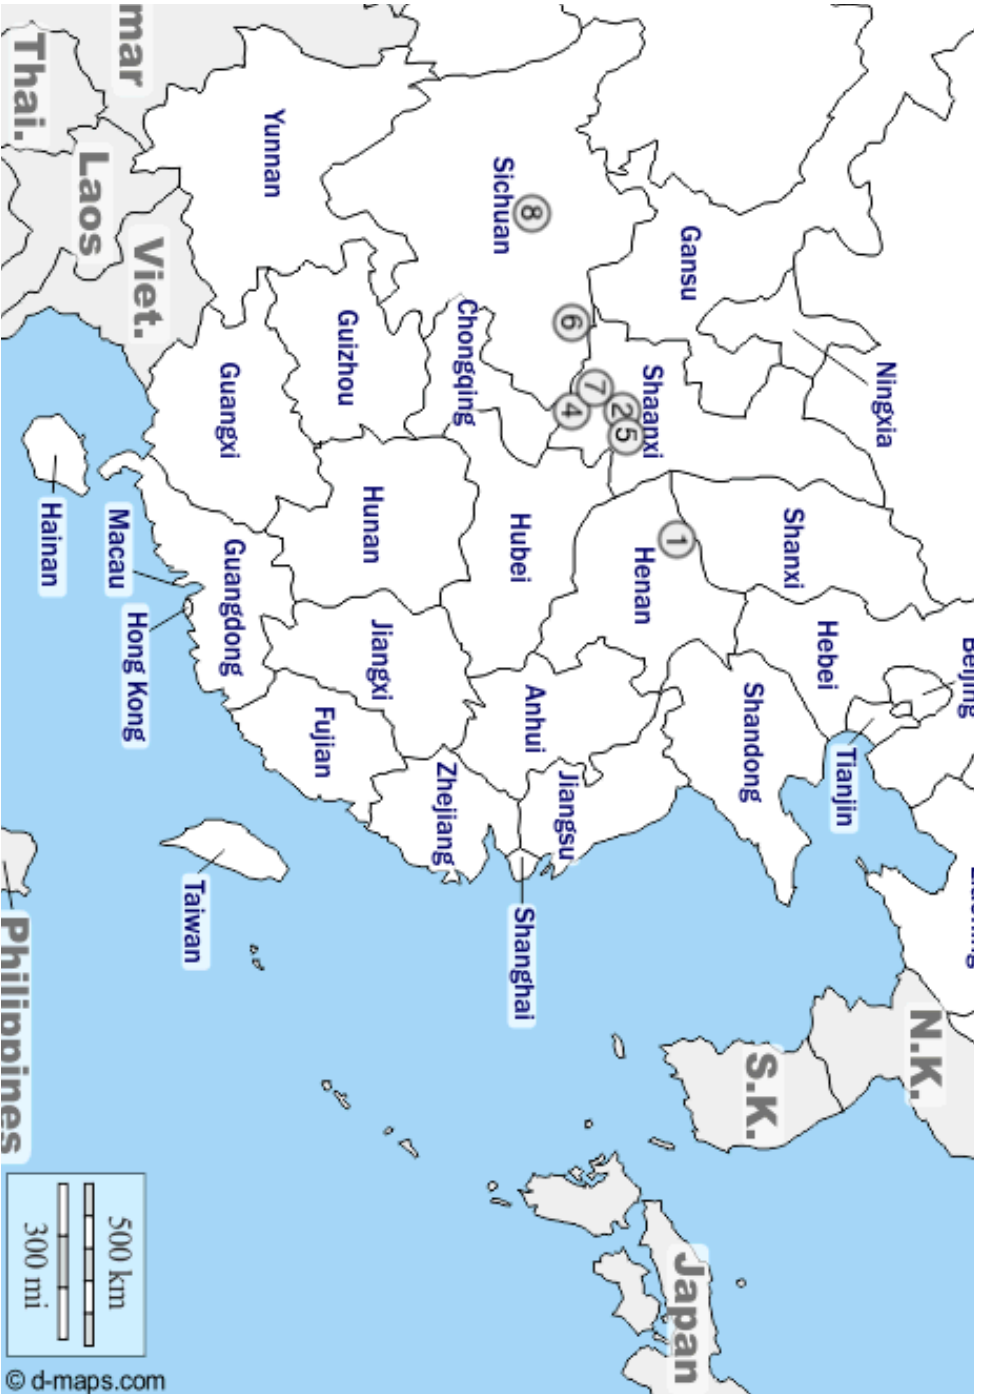 Beijing
Ningxia
Hebei
Tianjin
N.K.
Shanxi
Shandong
S.K.
Gansu
Shaanxi
1
Henan
Japan
2
5
7
6
4
8
Sichuan
Hubei
Anhui
Jiangsu
Shanghai
Chongqing
Zhejiang
Hunan
Jiangxi
Guizhou
Fujian
Yunnan
Guangxi
Guangdong
Taiwan
mar
Viet.
Laos
Macau
Hong Kong
Hainan
Thai.
Philippines
500 km
300 mi
© d-maps.com